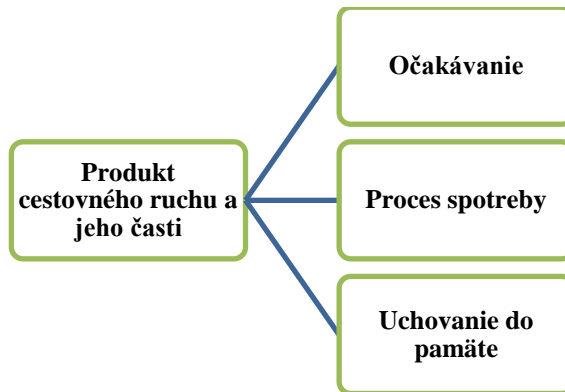 Produkt
cestovného ruchu a
jeho časti
Očakávanie
Proces spotreby
Uchovanie do
pamäte